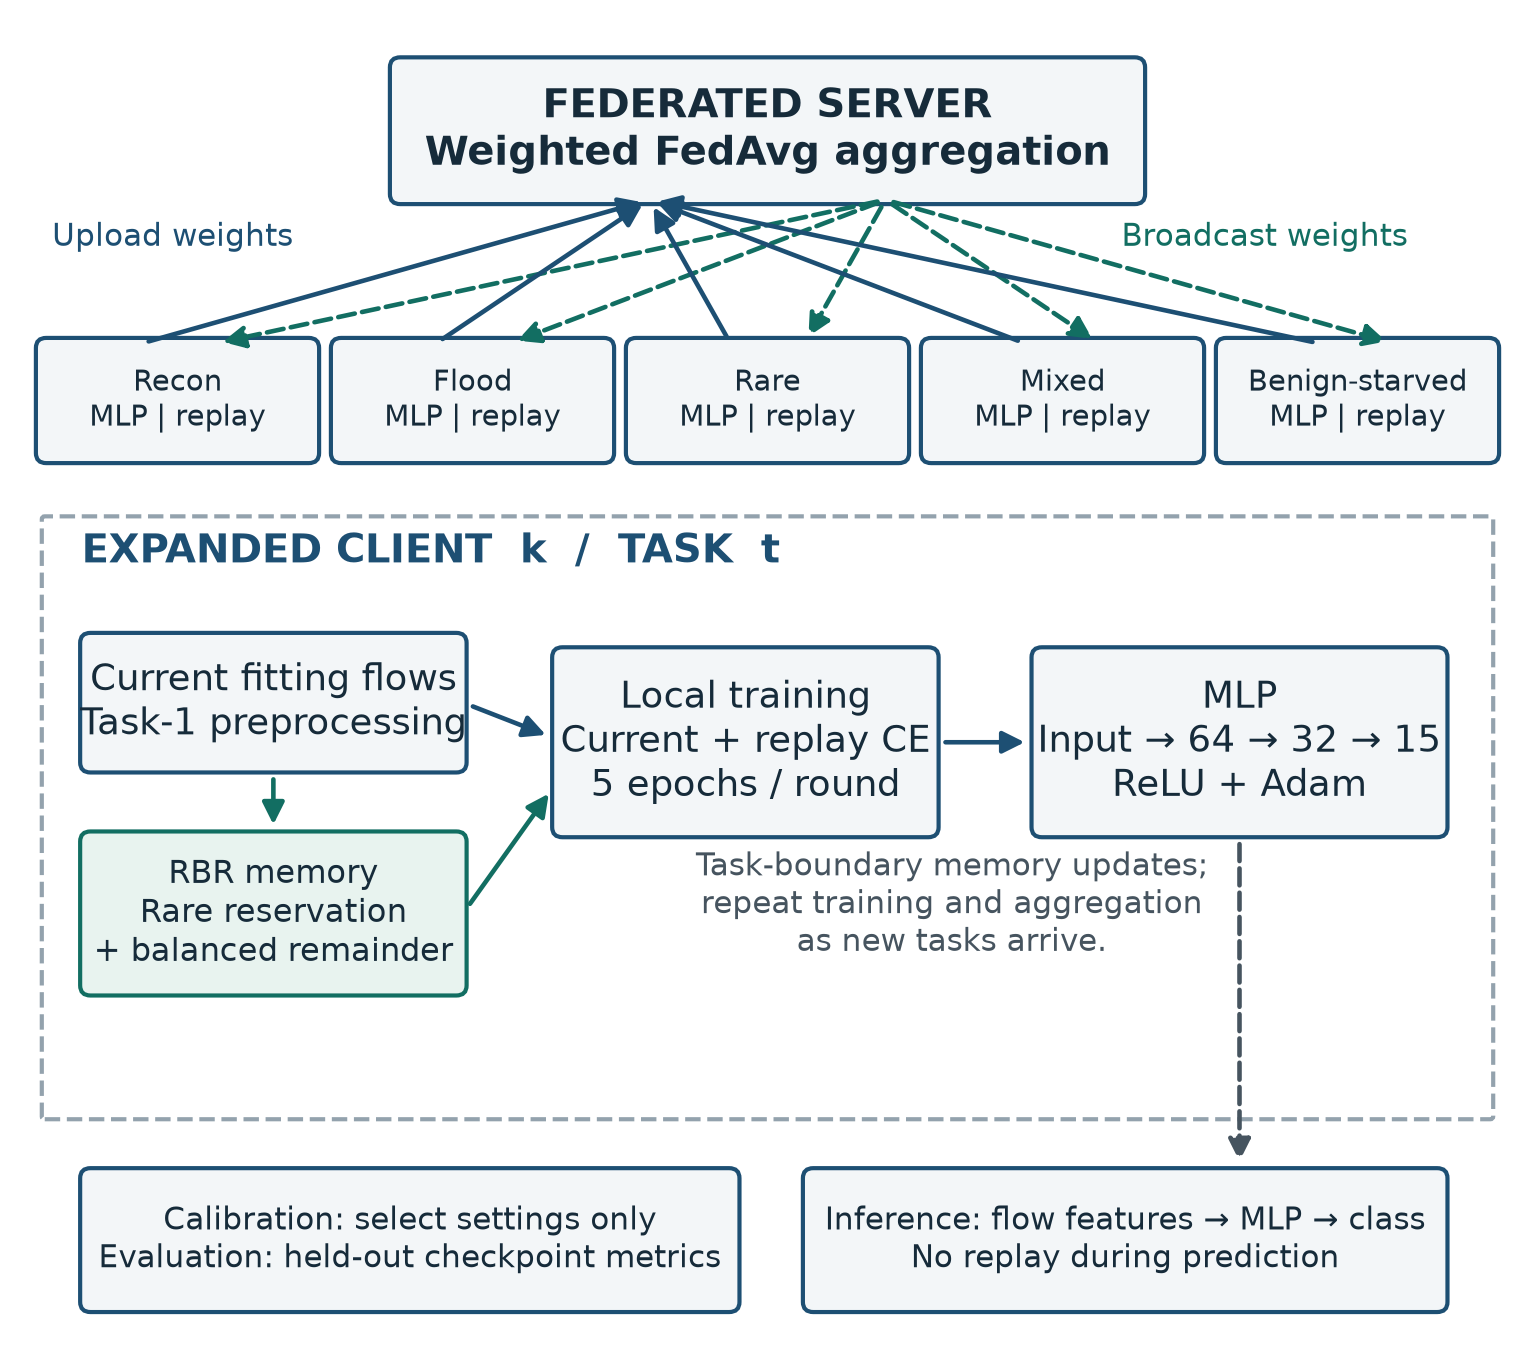 FEDERATED SERVER
Weighted FedAvg aggregation
Upload weights
Broadcast weights
Recon
MLP | replay
Flood
MLP | replay
Rare
MLP | replay
Mixed
MLP | replay
Benign-starved
MLP | replay
EXPANDED CLIENT k / TASK t
Current fitting flows
Task-1 preprocessing
Local training
Current + replay CE
5 epochs / round
MLP
Input → 64 → 32 → 15
ReLU + Adam
RBR memory
Rare reservation
+ balanced remainder
Task-boundary memory updates;
repeat training and aggregation
as new tasks arrive.
Calibration: select settings only
Evaluation: held-out checkpoint metrics
Inference: flow features → MLP → class
No replay during prediction